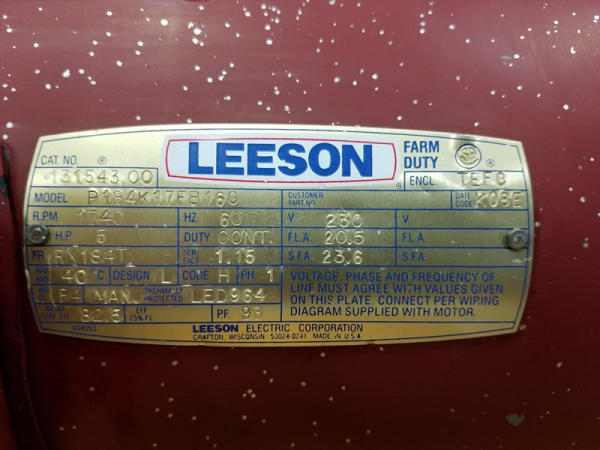 LEESON
FARM DUTY
CAT. NO. 131543.00
ENCL. TEFC
MODEL P184K17FB16C
CUSTOMER PART NO.
DATE CODE K08E
R.P.M 1740 HZ 60 V. 230 V.
H.P. 5 DUTY CONT. F.L.A. 20.5 F.L.A.
FR. RX184T SER. FACT. 1.15 S.F.A. 23.6 S.F.A.
40 °C DESIGN L CODE H PH. 1
MAN. THERMALLY PROTECTED LED964
82.5 EFF 75% F.L. P.F.
VOLTAGE, PHASE AND FREQUENCY OF
LINE MUST AGREE WITH VALUES GIVEN
ON THIS PLATE. CONNECT PER WIRING
DIAGRAM SUPPLIED WITH MOTOR.
LEESON ELECTRIC CORPORATION
GRAFTON, WISCONSIN 53024-0241 MADE IN U.S.A.